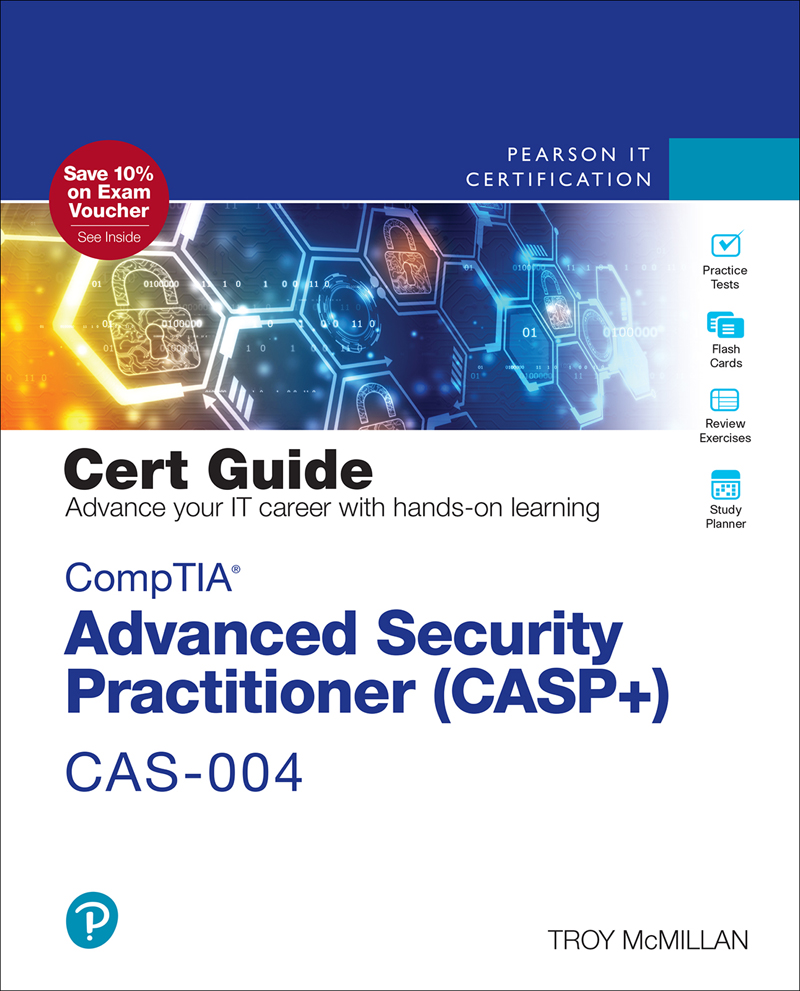 PEARSON IT
CERTIFICATION
Save 10%
on Exam
Voucher
See Inside
Practice
Tests
Flash
Cards
Review
Exercises
Study
Planner
Cert Guide
Advance your IT career with hands-on learning
CompTIA®
Advanced Security
Practitioner (CASP+)
CAS-004
P
TROY McMILLAN